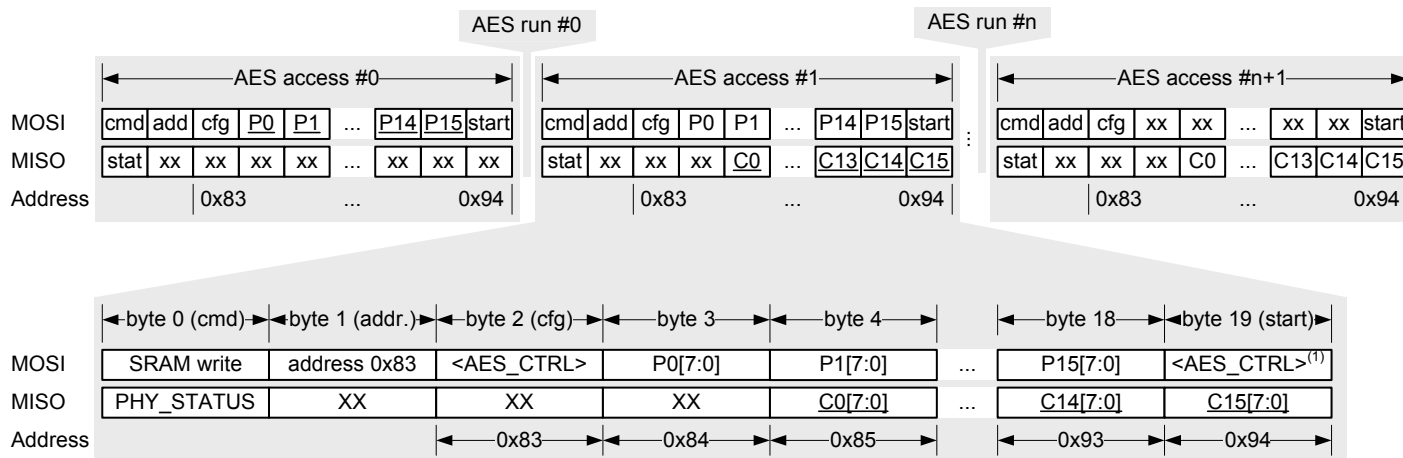 AES run #0 AES run #n
AES access #0 AES access #1 AES access #n+1
MOSI cmd add cfg P0 P1 ... P14 P15 start cmd add cfg P0 P1 ... P14 P15 start ... cmd add cfg xx xx ... xx xx start
MISO stat xx xx xx xx ... xx xx xx stat xx xx xx C0 ... C13 C14 C15 stat xx xx xx C0 ... C13 C14 C15
Address 0x83 ... 0x94 0x83 ... 0x94 0x83 ... 0x94
byte 0 (cmd) byte 1 (addr.) byte 2 (cfg) byte 3 byte 4 byte 18 byte 19 (start)
MOSI SRAM write address 0x83 <AES_CTRL> P0[7:0] P1[7:0] ... P15[7:0] <AES_CTRL>(1)
MISO PHY_STATUS XX XX XX C0[7:0] ... C14[7:0] C15[7:0]
Address 0x83 0x84 0x85 0x93 0x94